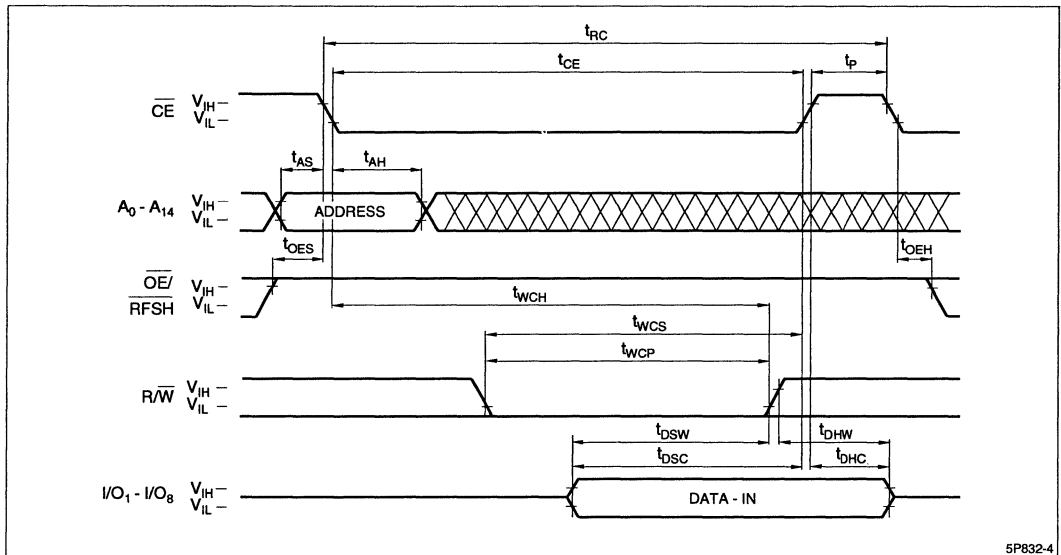 tRC
tCE
tP
CE VIH –
VIL –
tAS
tAH
A0 - A14 VIH –
VIL –
ADDRESS
tOES
tOEH
OE/ VIH –
RFSH VIL –
tWCH
tWCS
tWCP
R/W VIH –
VIL –
tDSW
tDHW
tDSC
tDHC
I/O1 - I/O8 VIH –
VIL –
DATA - IN
5P832-4